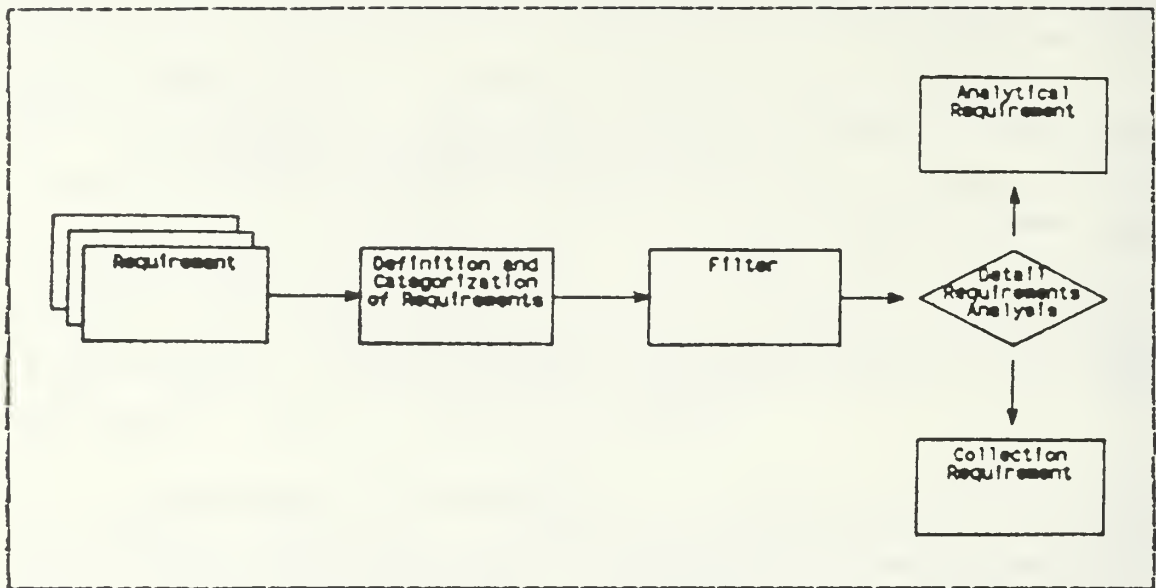 Requirement
Definition and
Categorization
of Requirements
Filter
Detail
Requirements
Analysis
Analytical
Requirement
Collection
Requirement